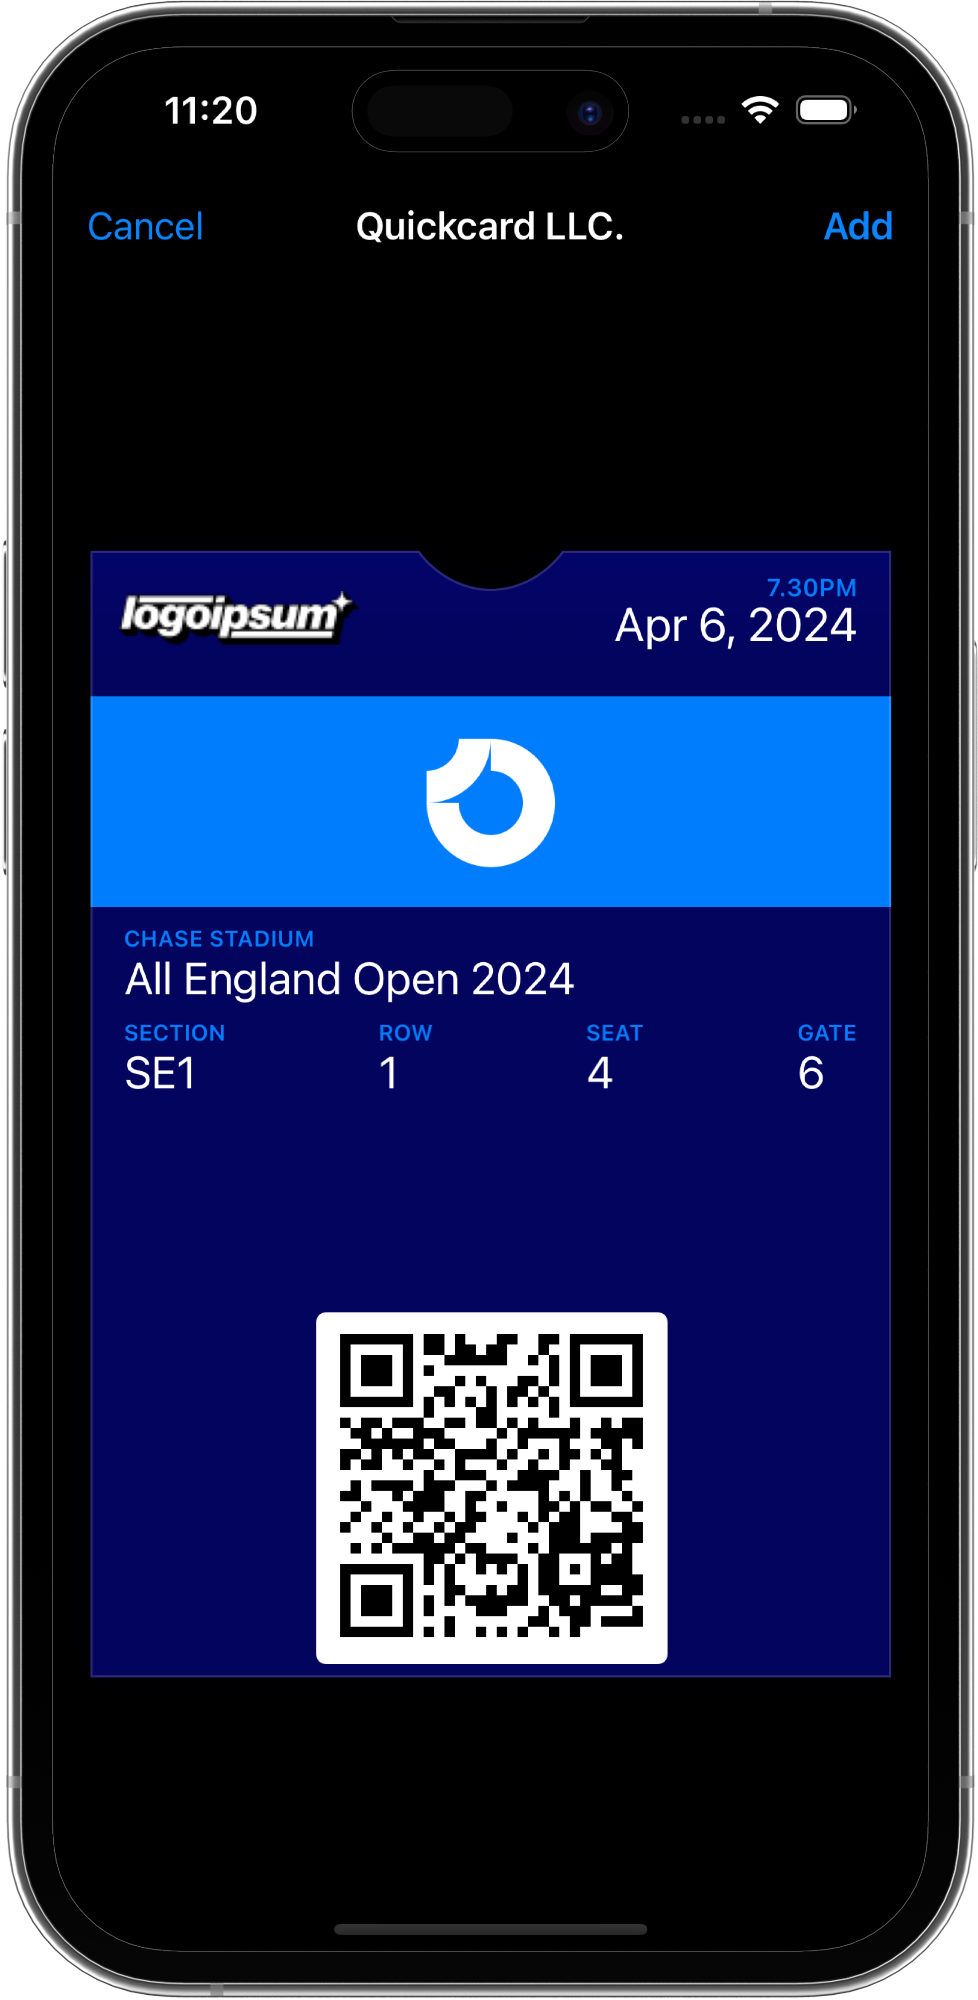 11:20
Cancel Quickcard LLC. Add
logoipsum
7.30PM
Apr 6, 2024
CHASE STADIUM
All England Open 2024
SECTION ROW SEAT GATE
SE1 1 4 6